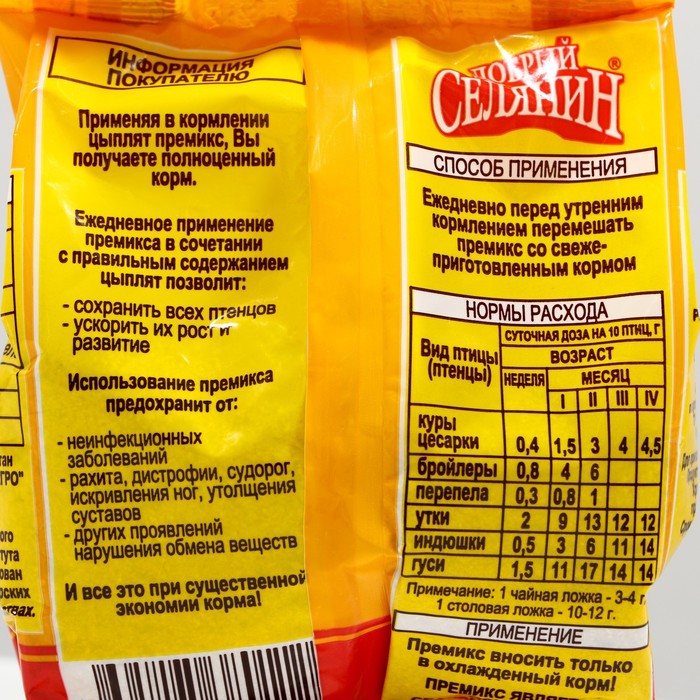 ИНФОРМАЦИЯ
ПОКУПАТЕЛЮ
Применяя в кормлении
цыплят премикс, Вы
получаете полноценный
корм.
Ежедневное применение
премикса в сочетании
с правильным содержанием
цыплят позволит:
- сохранить всех птенцов
- ускорить их рост и
развитие
Использование премикса
предохранит от:
- неинфекционных
заболеваний
- рахита, дистрофии, судорог,
искривления ног, утолщения
суставов
- других проявлений
нарушения обмена веществ
И все это при существенной
экономии корма!
ДОБРЫЙ
СЕЛЯНИН ®
СПОСОБ ПРИМЕНЕНИЯ
Ежедневно перед утренним
кормлением перемешать
премикс со свеже-
приготовленным кормом
НОРМЫ РАСХОДА
Вид птицы
(птенцы)
СУТОЧНАЯ ДОЗА НА 10 ПТИЦ, Г
ВОЗРАСТ
НЕДЕЛЯ МЕСЯЦ
I II III IV
куры
цесарки 0,4 1,5 3 4 4,5
бройлеры 0,8 4 6
перепела 0,3 0,8 1
утки 2 9 13 12 12
индюшки 0,5 3 6 11 14
гуси 1,5 11 17 14 14
Примечание: 1 чайная ложка - 3-4 г,
1 столовая ложка - 10-12 г.
ПРИМЕНЕНИЕ
Премикс вносить только
в охлажденный корм!